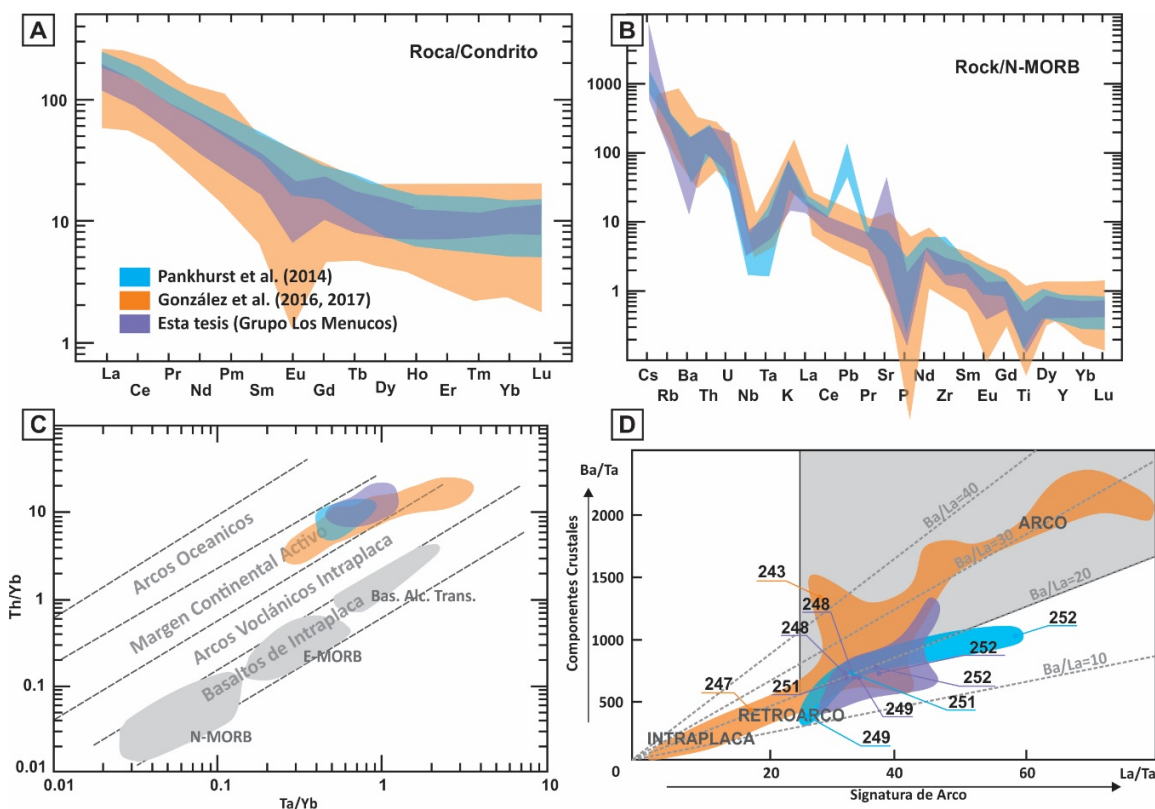 A
Roca/Condrito
100
10
1
Pankhurst et al. (2014)
González et al. (2016, 2017)
Esta tesis (Grupo Los Menucos)
La Pr Pm Eu Tb Ho Tm Lu
Ce Nd Sm Gd Dy Er Yb
B
Rock/N-MORB
1000
100
10
1
Cs Ba U Ta La Pb Sr Nd Sm Gd Dy Yb
Rb Th Nb K Ce Pr P Zr Eu Ti Y Lu
C
Th/Yb
100
10
1
0.1
0.01
Arcos Oceanicos
Margen Continental Activo
Arcos Voclánicos Intraplaca
Basaltos de Intraplaca
Bas. Alc. Trans.
E-MORB
N-MORB
0.01 0.1 1 10
Ta/Yb
D
Ba/Ta
Componentes Crustales
2000
1500
1000
500
0
Ba/La=40
ARCO
Ba/La=30
243
248
248
Ba/La=20
252
252
Ba/La=10
247
251
252
251
249
RETROARCO
INTRAPLACA
249
20 40 60
La/Ta
Signatura de Arco